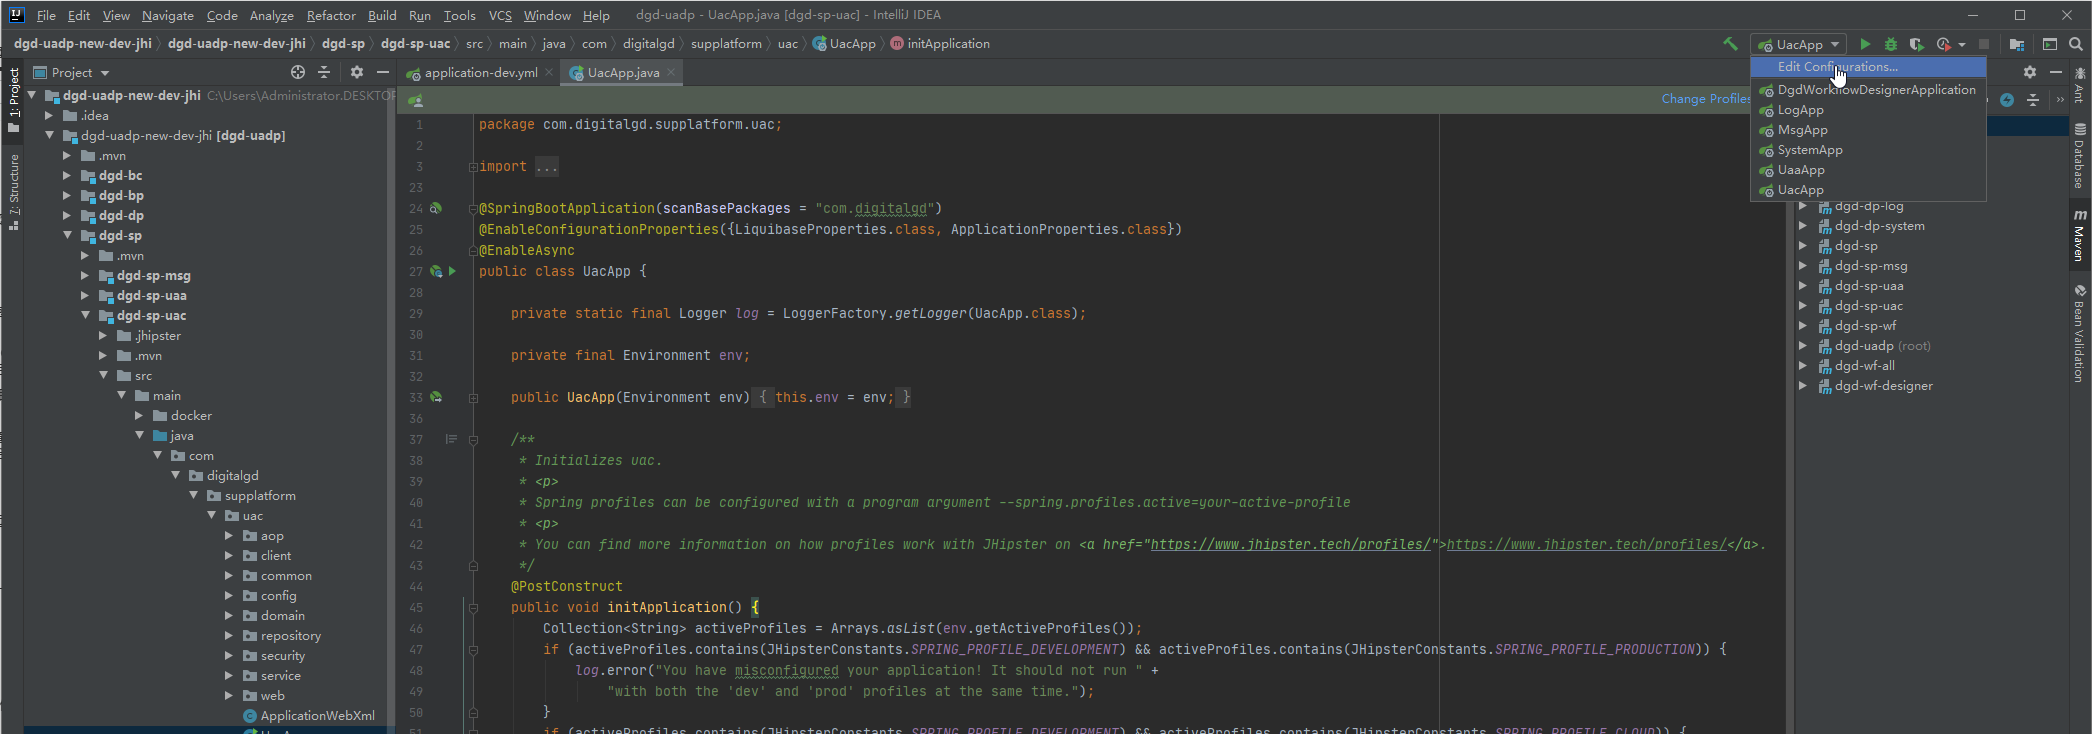 File Edit View Navigate Code Analyze Refactor Build Run Tools VCS Window Help dgd-uadp - UacApp.java [dgd-sp-uac] - IntelliJ IDEA
dgd-uadp-new-dev-jhi dgd-uadp-new-dev-jhi dgd-sp dgd-sp-uac src main java com digitalgd supplatform uac UacApp initApplication
UacApp
Edit Configurations...
DgdWorkflowDesignerApplication
LogApp
MsgApp
SystemApp
UaaApp
UacApp
1: Project
7: Structure
Project
dgd-uadp-new-dev-jhi C:\Users\Administrator.DESKTOP
.idea
dgd-uadp-new-dev-jhi [dgd-uadp]
.mvn
dgd-bc
dgd-bp
dgd-dp
dgd-sp
.mvn
dgd-sp-msg
dgd-sp-uaa
dgd-sp-uac
.jhipster
.mvn
src
main
docker
java
com
digitalgd
supplatform
uac
aop
client
common
config
domain
repository
security
service
web
ApplicationWebXml
application-dev.yml UacApp.java
Change Profiles
1 package com.digitalgd.supplatform.uac;
2
3 import ...
23
24 @SpringBootApplication(scanBasePackages = "com.digitalgd")
25 @EnableConfigurationProperties({LiquibaseProperties.class, ApplicationProperties.class})
26 @EnableAsync
27 public class UacApp {
28
29 private static final Logger log = LoggerFactory.getLogger(UacApp.class);
30
31 private final Environment env;
32
33 public UacApp(Environment env) { this.env = env; }
36
37 /**
38 * Initializes uac.
39 * <p>
40 * Spring profiles can be configured with a program argument --spring.profiles.active=your-active-profile
41 * <p>
42 * You can find more information on how profiles work with JHipster on <a href="https://www.jhipster.tech/profiles/">https://www.jhipster.tech/profiles/</a>.
43 */
44 @PostConstruct
45 public void initApplication() {
46 Collection<String> activeProfiles = Arrays.asList(env.getActiveProfiles());
47 if (activeProfiles.contains(JHipsterConstants.SPRING_PROFILE_DEVELOPMENT) && activeProfiles.contains(JHipsterConstants.SPRING_PROFILE_PRODUCTION)) {
48 log.error("You have misconfigured your application! It should not run " +
49 "with both the 'dev' and 'prod' profiles at the same time.");
50 }
51 if (activeProfiles.contains(JHipsterConstants.SPRING_PROFILE_DEVELOPMENT) && activeProfiles.contains(JHipsterConstants.SPRING_PROFILE_CLOUD)) {
dgd-dp-log
dgd-dp-system
dgd-sp
dgd-sp-msg
dgd-sp-uaa
dgd-sp-uac
dgd-sp-wf
dgd-uadp (root)
dgd-wf-all
dgd-wf-designer
Ant
Database
Maven
Bean Validation